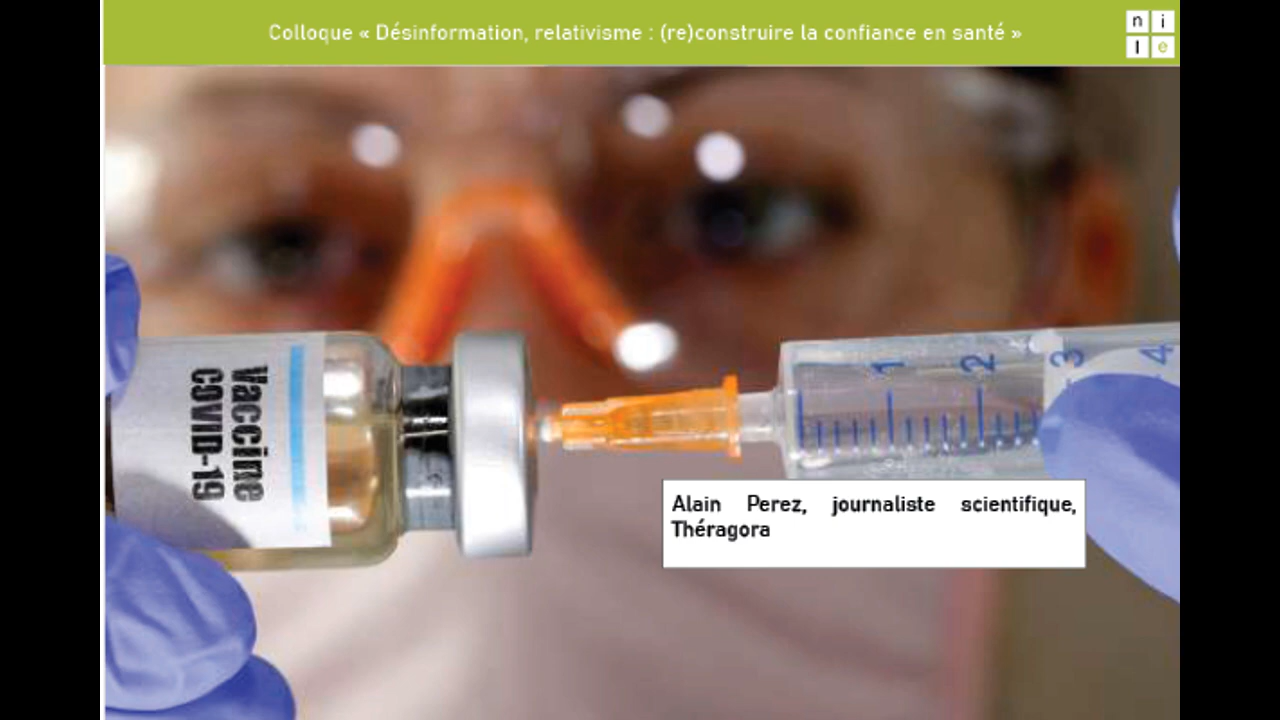 Colloque « Désinformation, relativisme : (re)construire la confiance en santé »
n i
l e
Vaccine
COVID-19
1 2 3 4
Alain Perez, journaliste scientifique,
Théragora